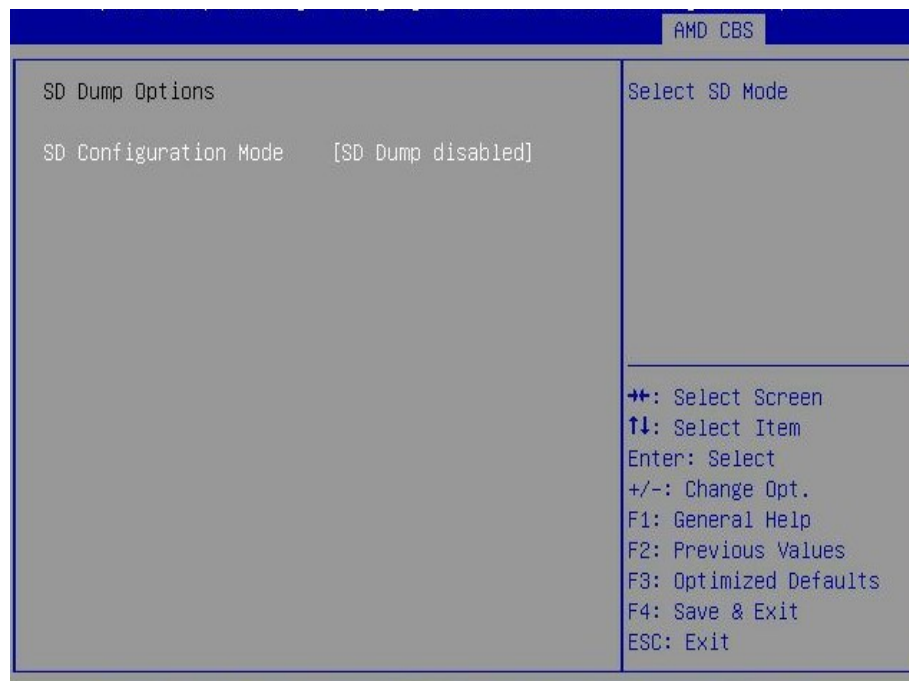 AMD CBS
SD Dump Options
SD Configuration Mode [SD Dump disabled]
Select SD Mode
→←: Select Screen
↑↓: Select Item
Enter: Select
+/-: Change Opt.
F1: General Help
F2: Previous Values
F3: Optimized Defaults
F4: Save & Exit
ESC: Exit